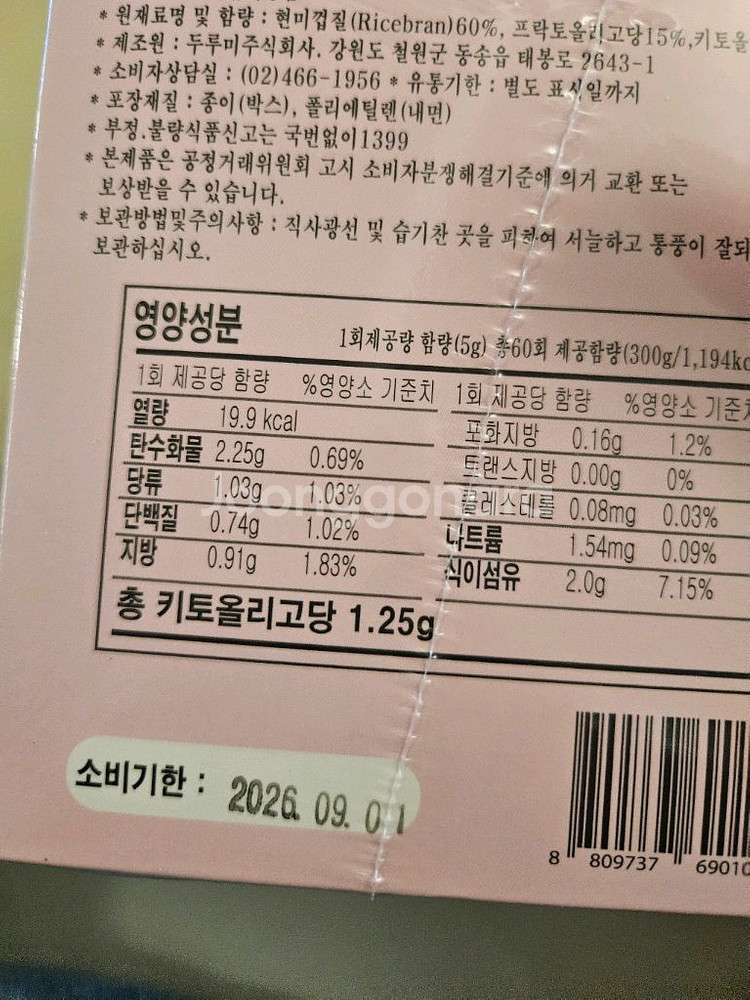 * 원재료명 및 함량 : 현미껍질(Ricebran)60%, 프락토올리고당15%,키토올
* 제조원 : 두루미주식회사. 강원도 철원군 동송읍 태봉로 2643-1
* 소비자상담실 : (02)466-1956 * 유통기한 : 별도 표시일까지
* 포장재질 : 종이(박스), 폴리에틸렌(내면)
* 부정.불량식품신고는 국번없이1399
* 본제품은 공정거래위원회 고시 소비자분쟁해결기준에 의거 교환 또는
보상받을 수 있습니다.
* 보관방법및주의사항 : 직사광선 및 습기찬 곳을 피하여 서늘하고 통풍이 잘되
보관하십시오.
영양성분 1회제공량 함량(5g) 총60회 제공함량(300g/1,194kc
1회 제공당 함량 %영양소 기준치 1회 제공당 함량 %영양소 기준치
열량 19.9 kcal 포화지방 0.16g 1.2%
탄수화물 2.25g 0.69% 트랜스지방 0.00g 0%
당류 1.03g 1.03% 콜레스테롤 0.08mg 0.03%
단백질 0.74g 1.02% 나트륨 1.54mg 0.09%
지방 0.91g 1.83% 식이섬유 2.0g 7.15%
총 키토올리고당 1.25g
소비기한 : 2026. 09. 01
8 809737 69010